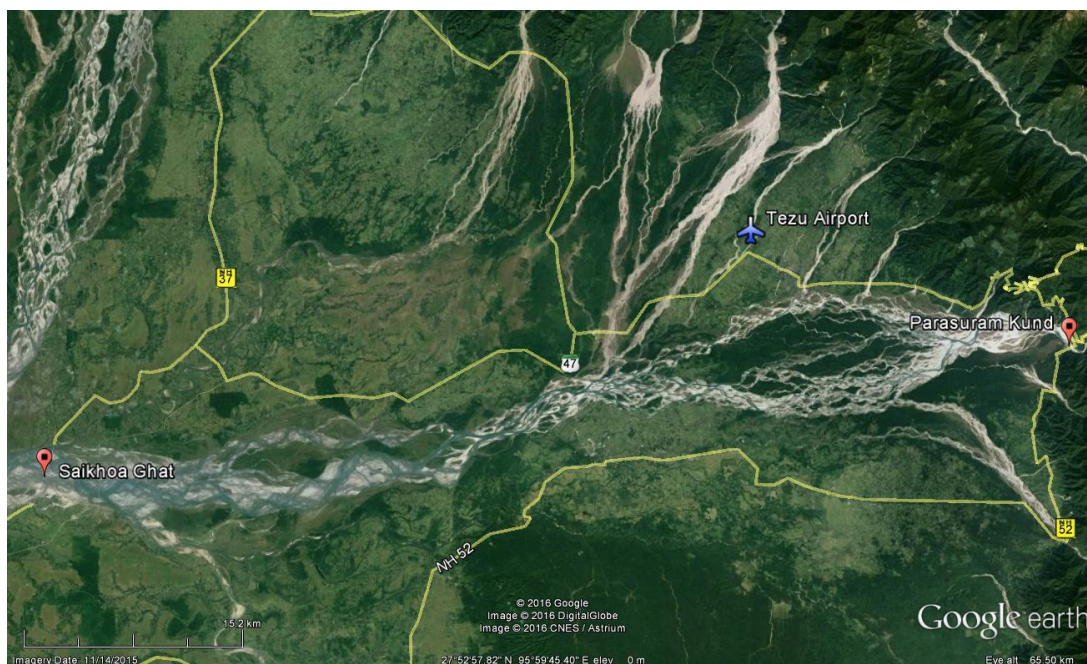 Tezu Airport
NH
37
Parasuram Kund
47
Saikhoa Ghat
NH
52
NH-52
© 2016 Google
Image © 2016 DigitalGlobe
Image © 2016 CNES / Astrium
Google earth
15.2 km
Imagery Date: 11/14/2015
27°52'57.82" N 95°59'45.40" E elev 0 m
Eye alt 65.50 km